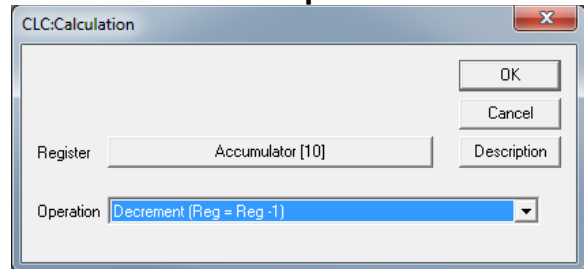 CLC:Calculation
OK
Cancel
Register Accumulator [10] Description
Operation Decrement (Reg = Reg -1)